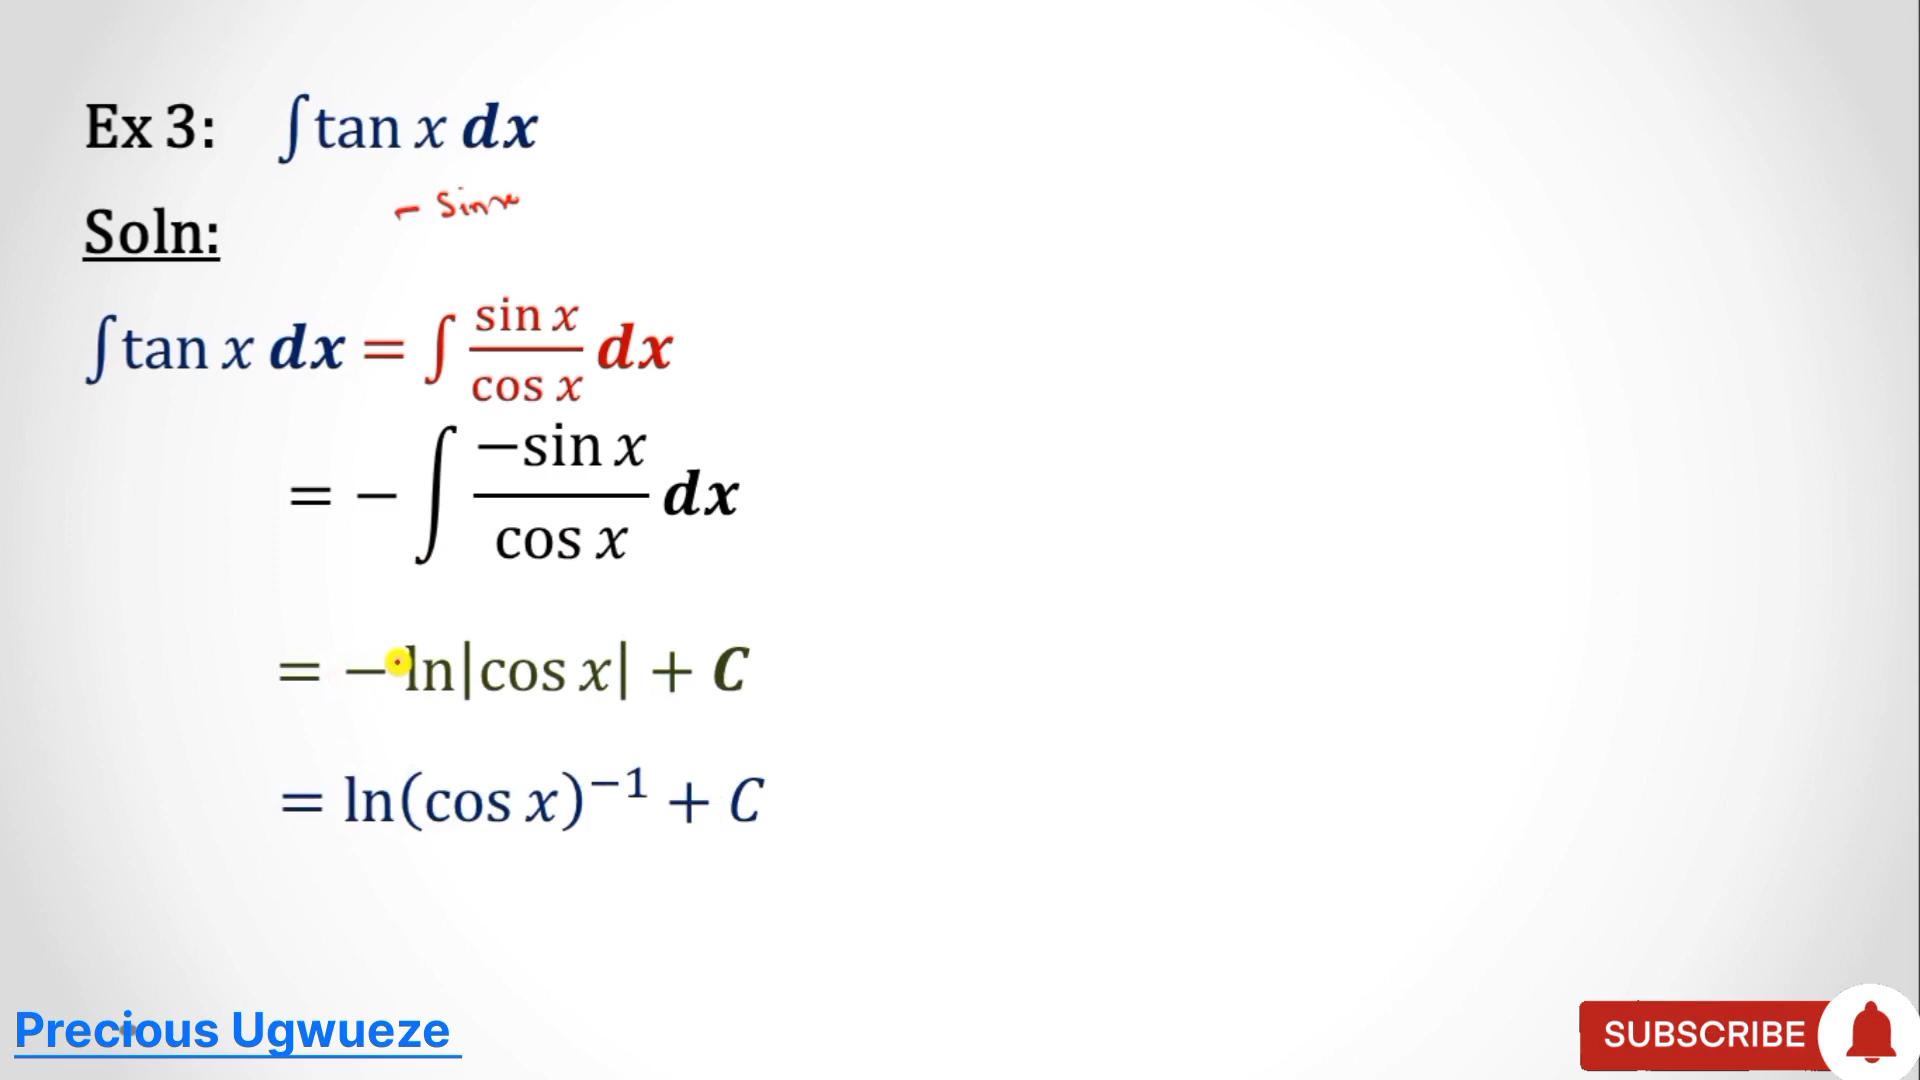 Ex 3: ∫tan x dx
− sinx
Soln:
∫tan x dx = ∫ sin x / cos x dx
= − ∫ −sin x / cos x dx
= −ln|cos x| + C
= ln(cos x)⁻¹ + C
Precious Ugwueze
SUBSCRIBE